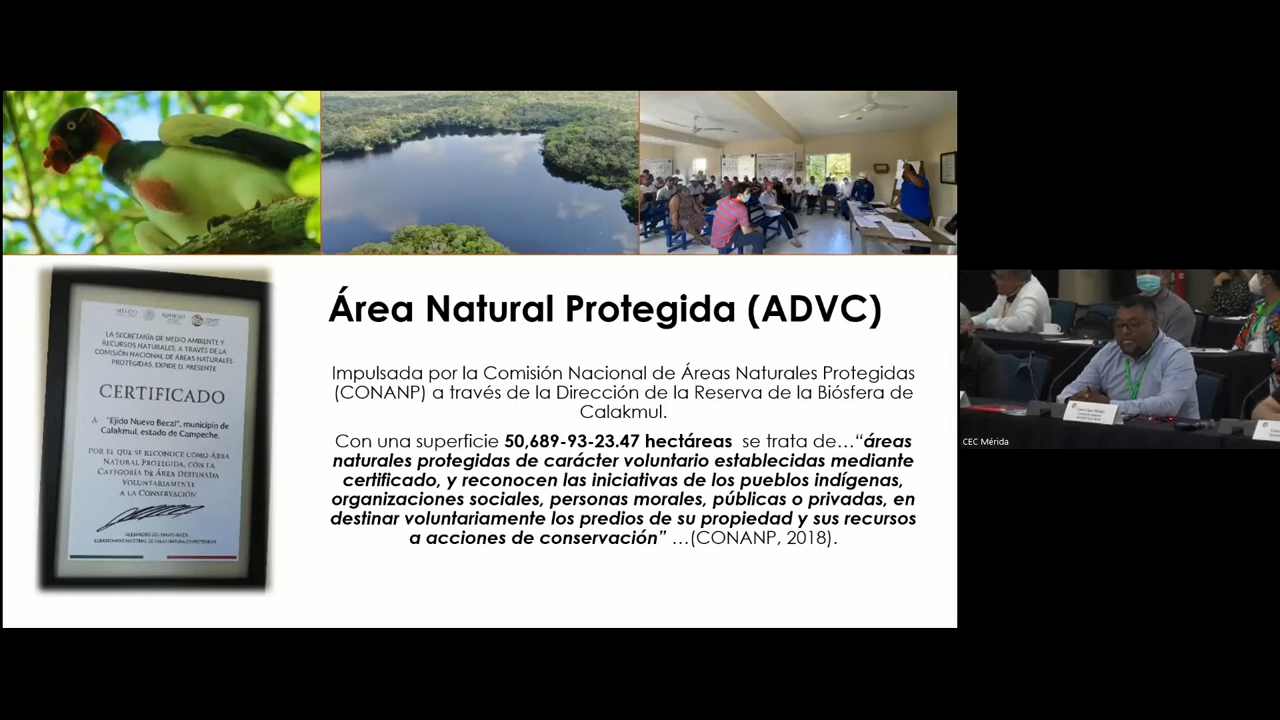 LA SECRETARÍA DE MEDIO AMBIENTE Y
RECURSOS NATURALES, A TRAVÉS DE LA
COMISIÓN NACIONAL DE ÁREAS NATURALES
PROTEGIDAS, EXPIDE EL PRESENTE
CERTIFICADO
A "Ejido Nuevo Becal", municipio de
Calakmul, estado de Campeche.
POR EL QUE SE RECONOCE COMO ÁREA
NATURAL PROTEGIDA, CON LA
CATEGORÍA DE ÁREA DESTINADA
VOLUNTARIAMENTE
A LA CONSERVACIÓN
Área Natural Protegida (ADVC)
Impulsada por la Comisión Nacional de Áreas Naturales Protegidas
(CONANP) a través de la Dirección de la Reserva de la Biósfera de
Calakmul.
Con una superficie 50,689-93-23.47 hectáreas se trata de…“áreas
naturales protegidas de carácter voluntario establecidas mediante
certificado, y reconocen las iniciativas de los pueblos indígenas,
organizaciones sociales, personas morales, públicas o privadas, en
destinar voluntariamente los predios de su propiedad y sus recursos
a acciones de conservación” …(CONANP, 2018).
CEC Mérida